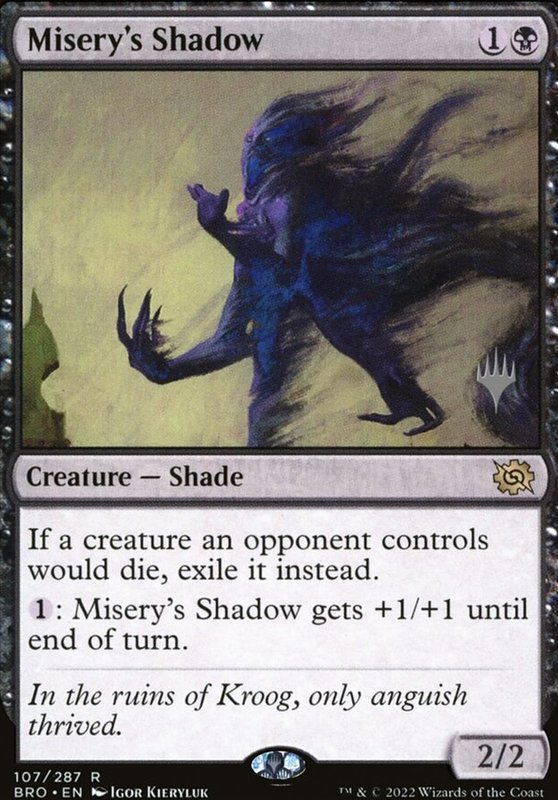 Misery's Shadow
1
Creature — Shade
If a creature an opponent controls
would die, exile it instead.
1: Misery's Shadow gets +1/+1 until
end of turn.
In the ruins of Kroog, only anguish
thrived.
2/2
107/287 R
BRO • EN Igor Kieryluk
™ & © 2022 Wizards of the Coast